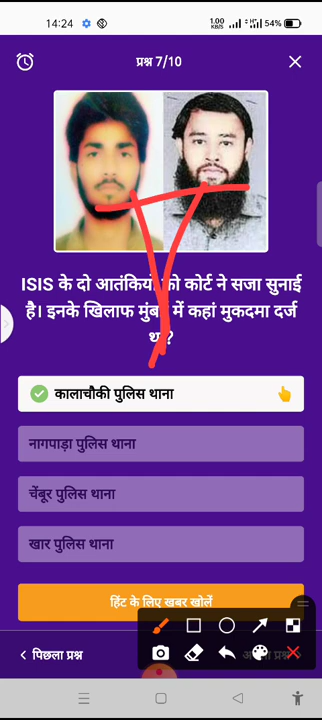 14:24 1.00 KB/S 54%
प्रश्न 7/10
ISIS के दो आतंकियों को कोर्ट ने सजा सुनाई
है। इनके खिलाफ मुंबई में कहां मुकदमा दर्ज
था?
कालाचौकी पुलिस थाना
नागपाड़ा पुलिस थाना
चेंबूर पुलिस थाना
खार पुलिस थाना
हिंट के लिए खबर खोलें
पिछला प्रश्न